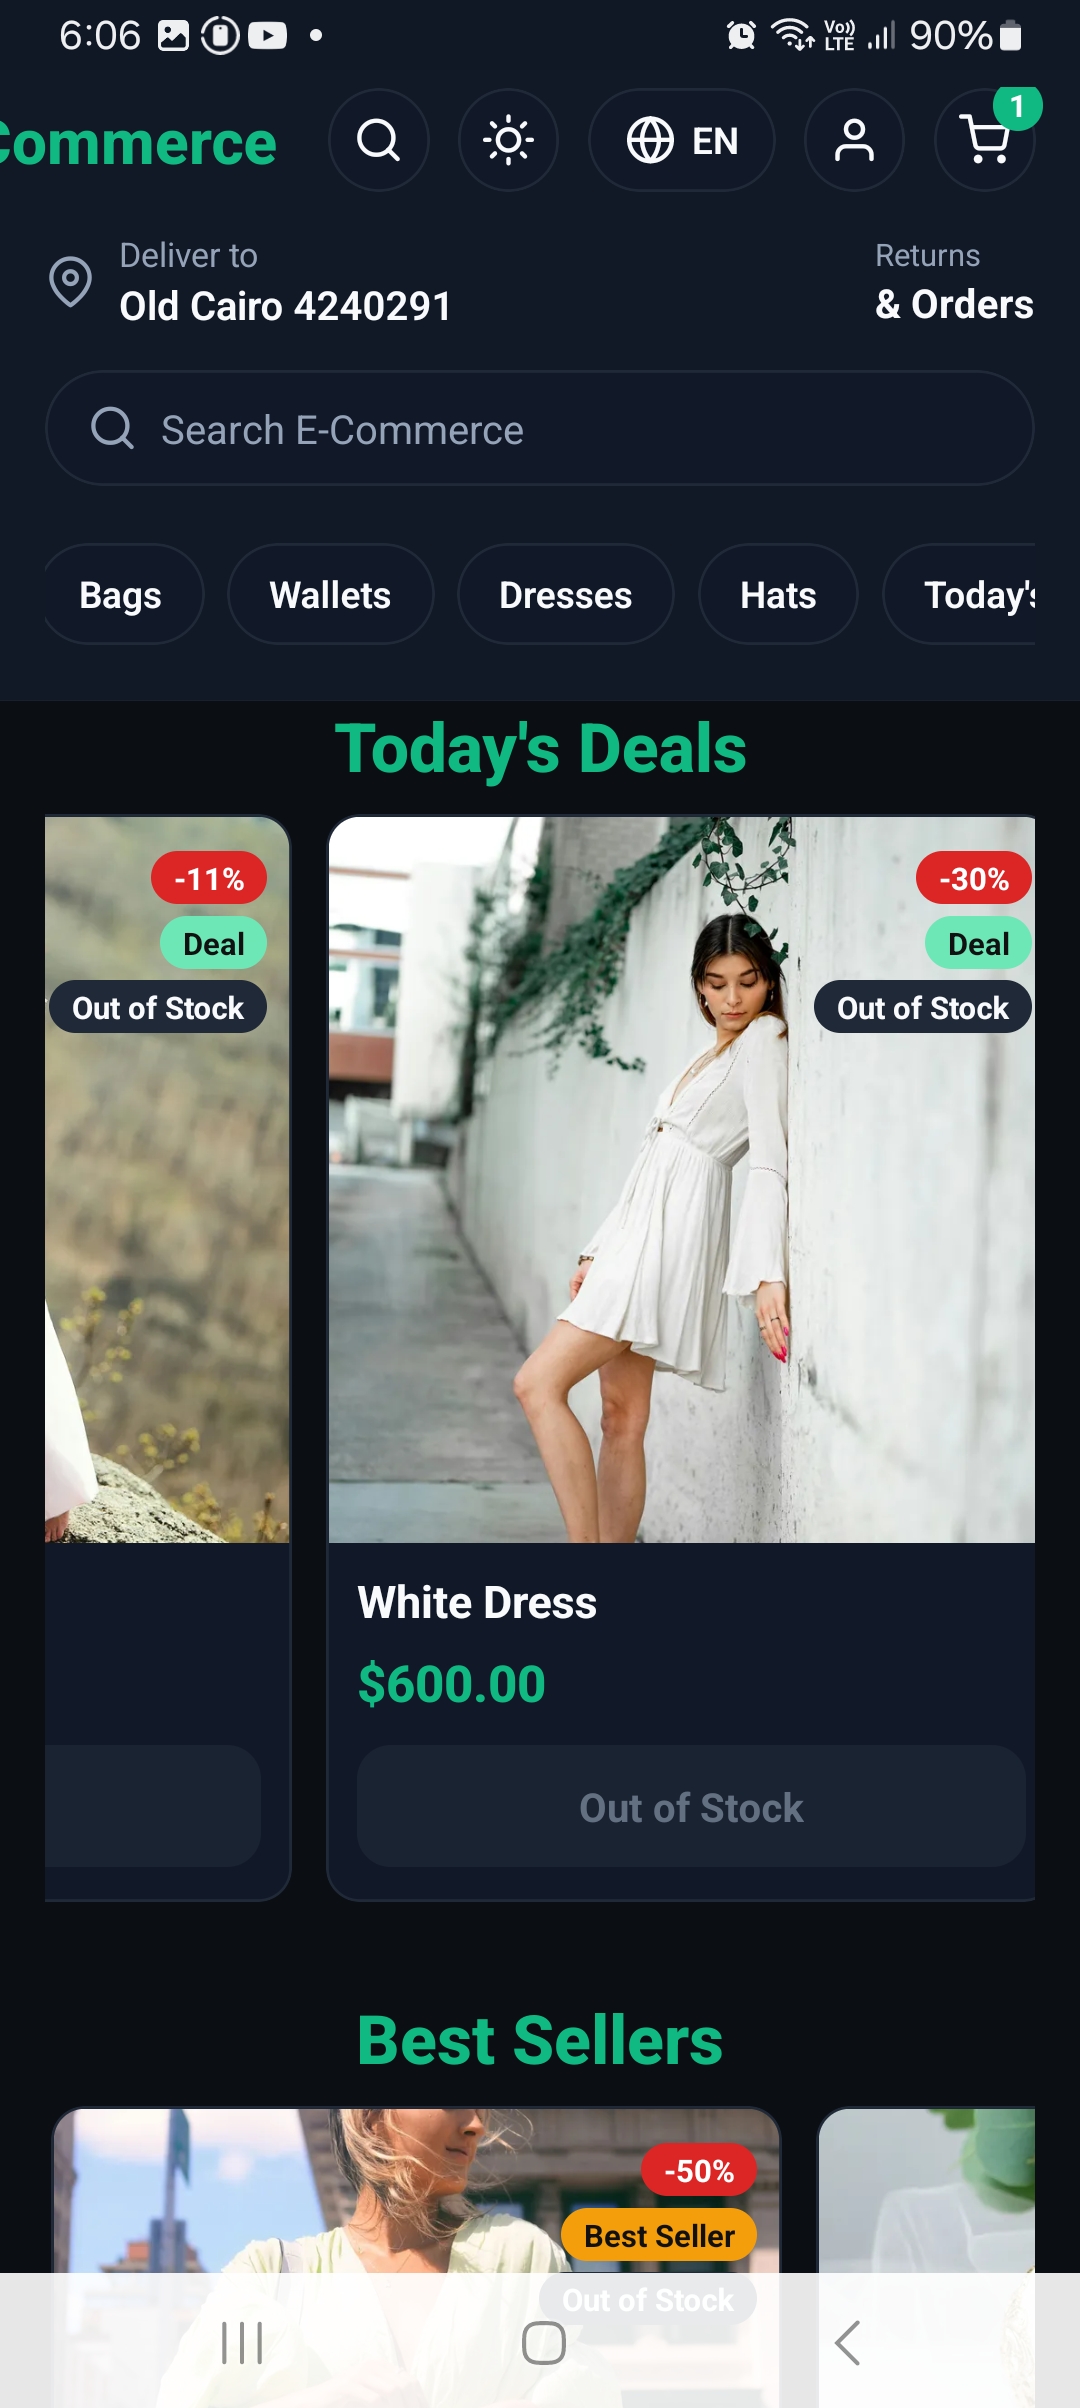 6:06
Vo))
LTE
90%
Commerce
EN
1
Deliver to
Old Cairo 4240291
Returns
& Orders
Search E-Commerce
Bags
Wallets
Dresses
Hats
Today's
Today's Deals
-11%
Deal
Out of Stock
-30%
Deal
Out of Stock
White Dress
$600.00
Out of Stock
Best Sellers
-50%
Best Seller
Out of Stock